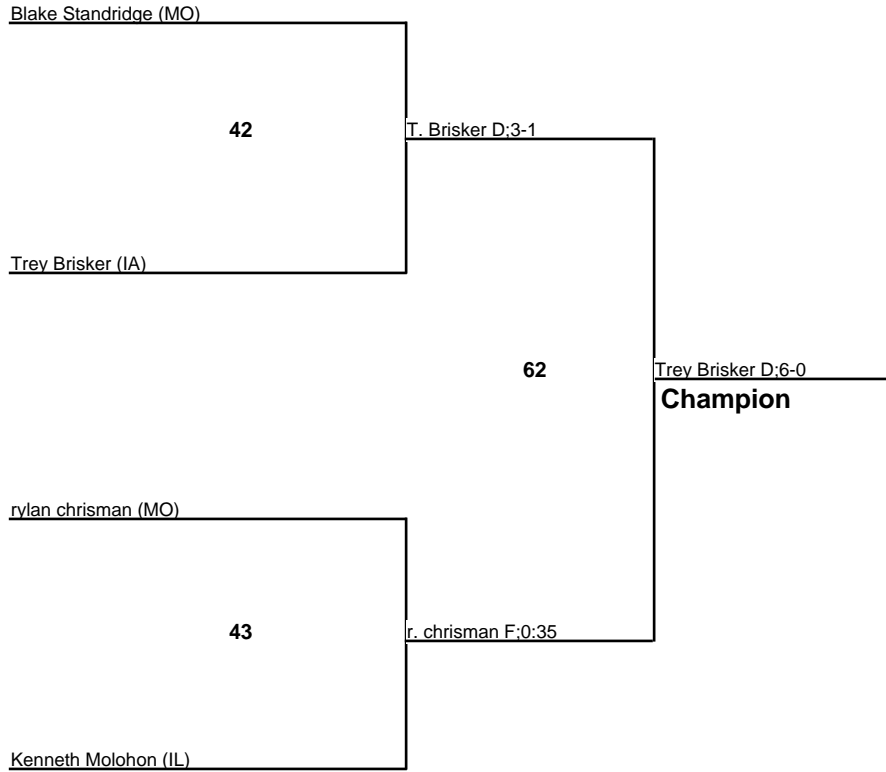 Blake Standridge (MO)
42
T. Brisker D;3-1
Trey Brisker (IA)
62
Trey Brisker D;6-0
Champion
rylan chrisman (MO)
43
r. chrisman F;0:35
Kenneth Molohon (IL)